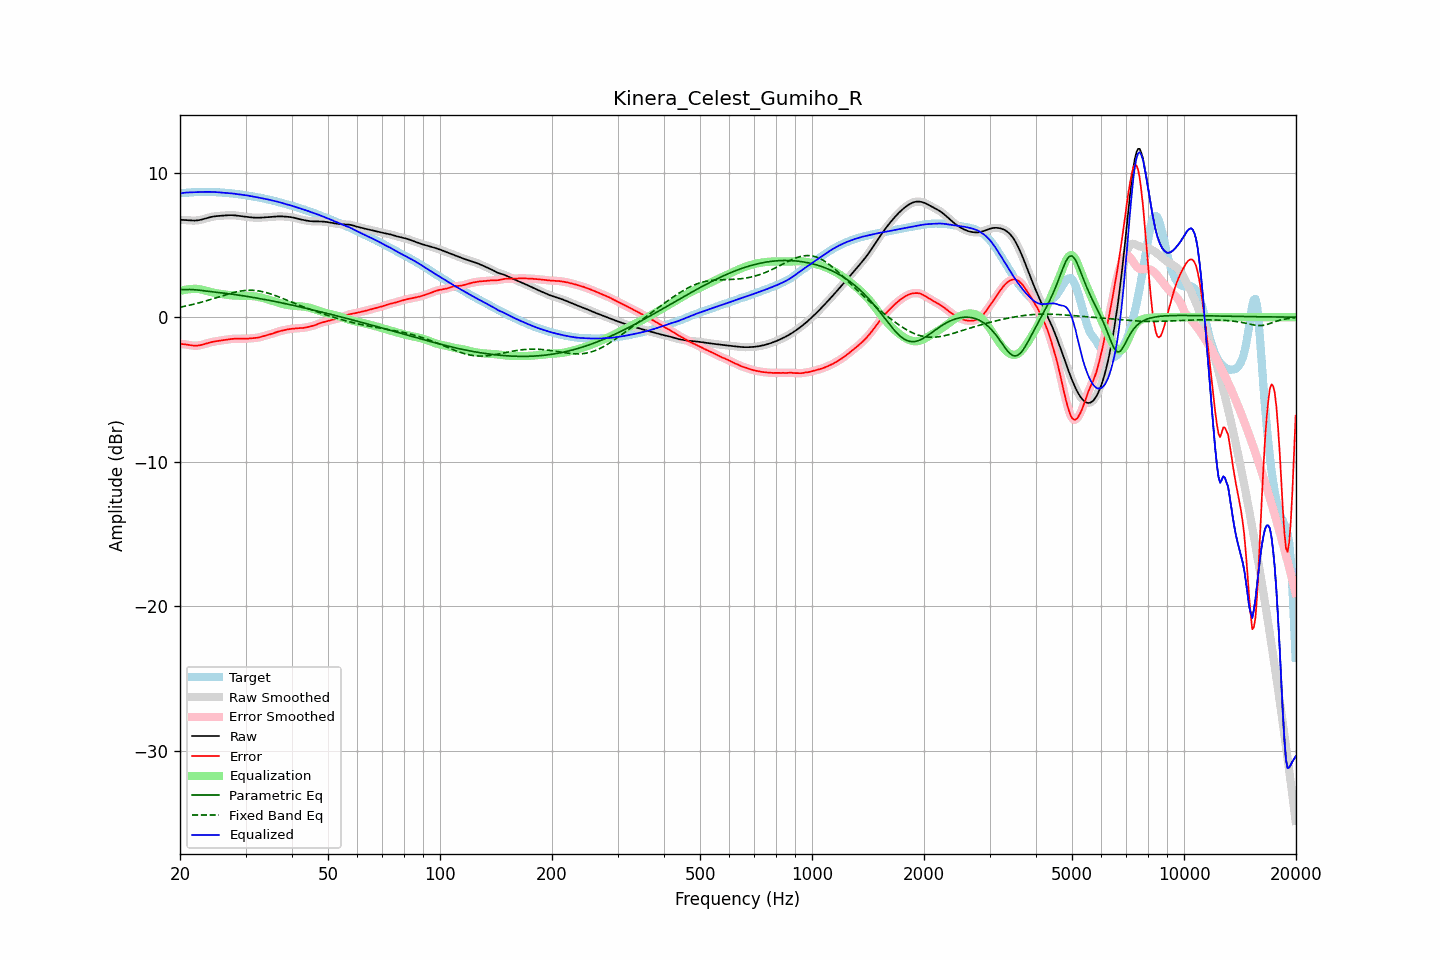 Kinera_Celest_Gumiho_R
Amplitude (dBr)
10
0
−10
−20
−30
Target
Raw Smoothed
Error Smoothed
Raw
Error
Equalization
Parametric Eq
Fixed Band Eq
Equalized
20 50 100 200 500 1000 2000 5000 10000 20000
Frequency (Hz)